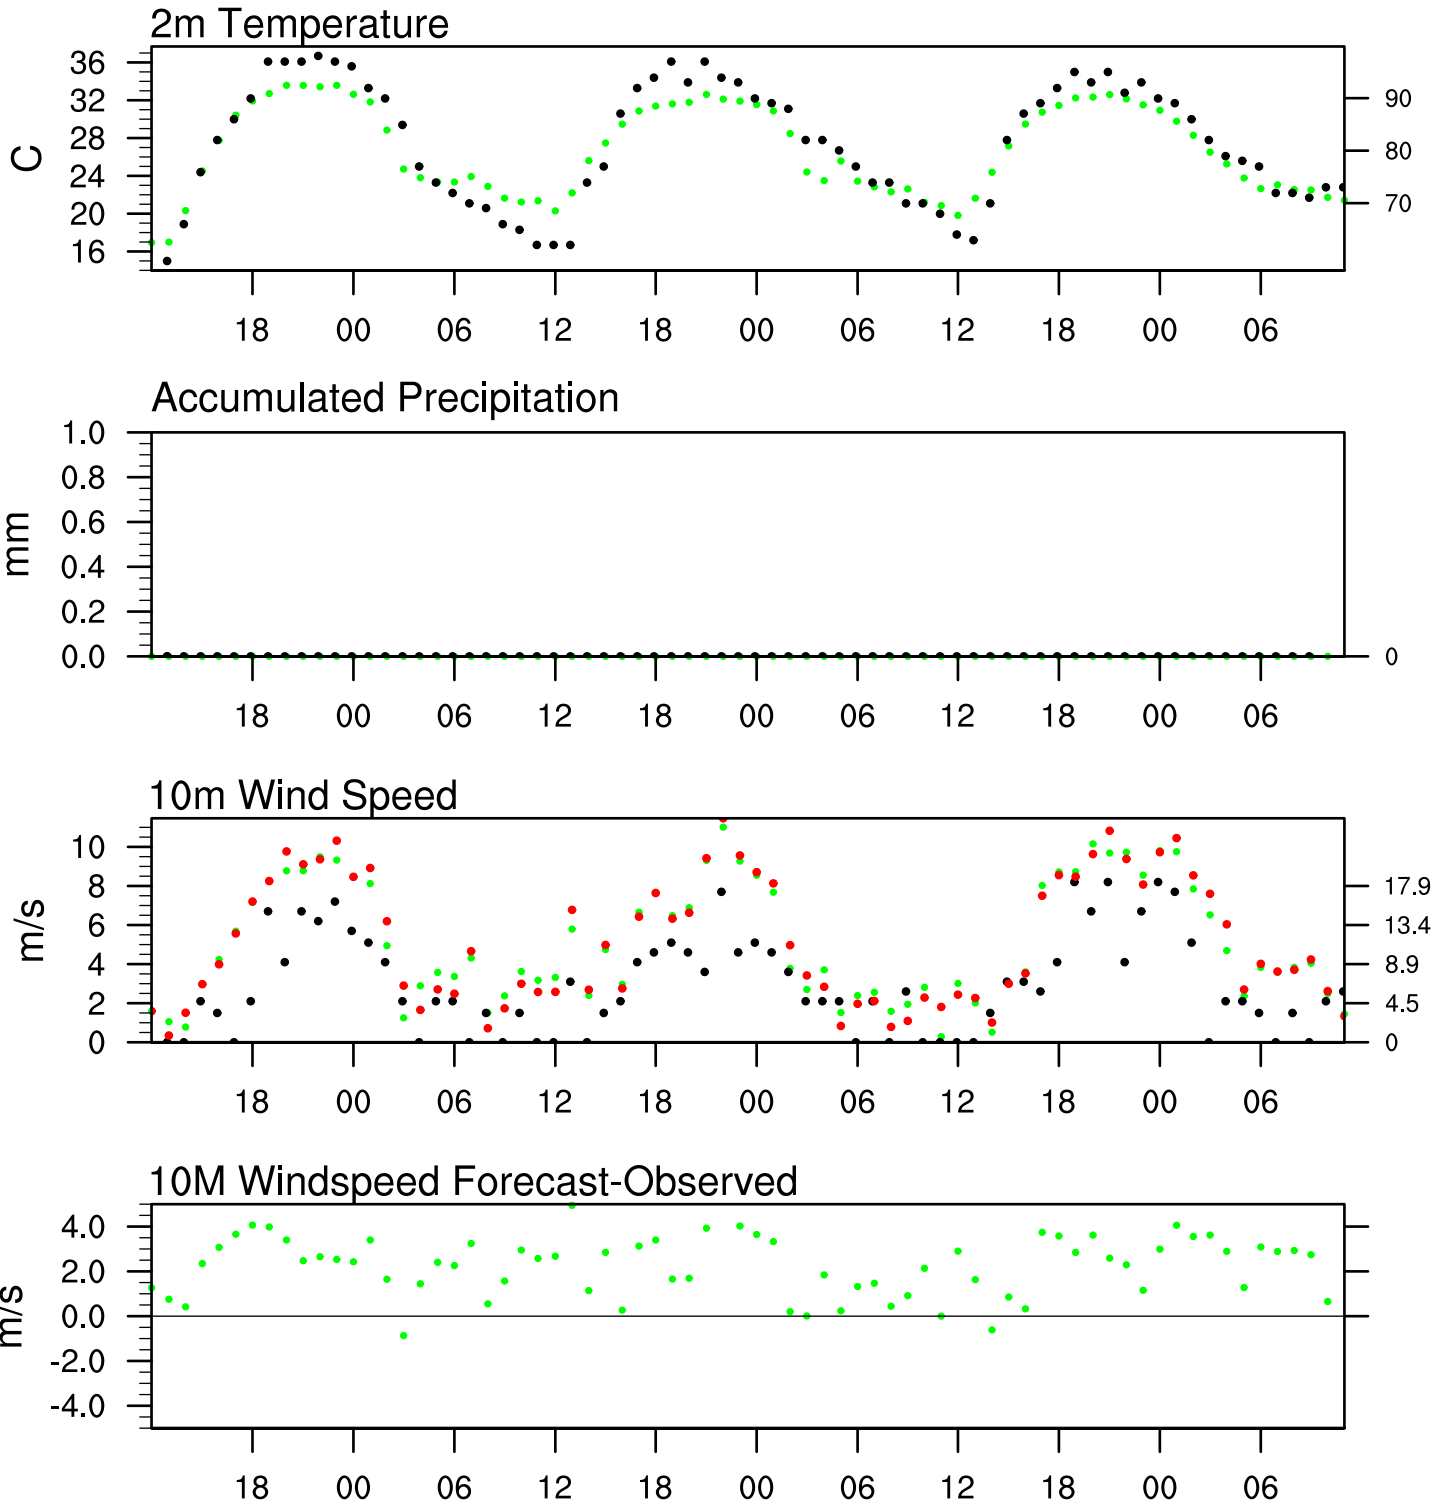 2m Temperature
36
32
28
24
20
16
C
90
80
70
18 00 06 12 18 00 06 12 18 00 06
Accumulated Precipitation
1.0
0.8
0.6
0.4
0.2
0.0
mm
0
18 00 06 12 18 00 06 12 18 00 06
10m Wind Speed
10
8
6
4
2
0
m/s
17.9
13.4
8.9
4.5
0
18 00 06 12 18 00 06 12 18 00 06
10M Windspeed Forecast-Observed
4.0
2.0
0.0
-2.0
-4.0
m/s
18 00 06 12 18 00 06 12 18 00 06